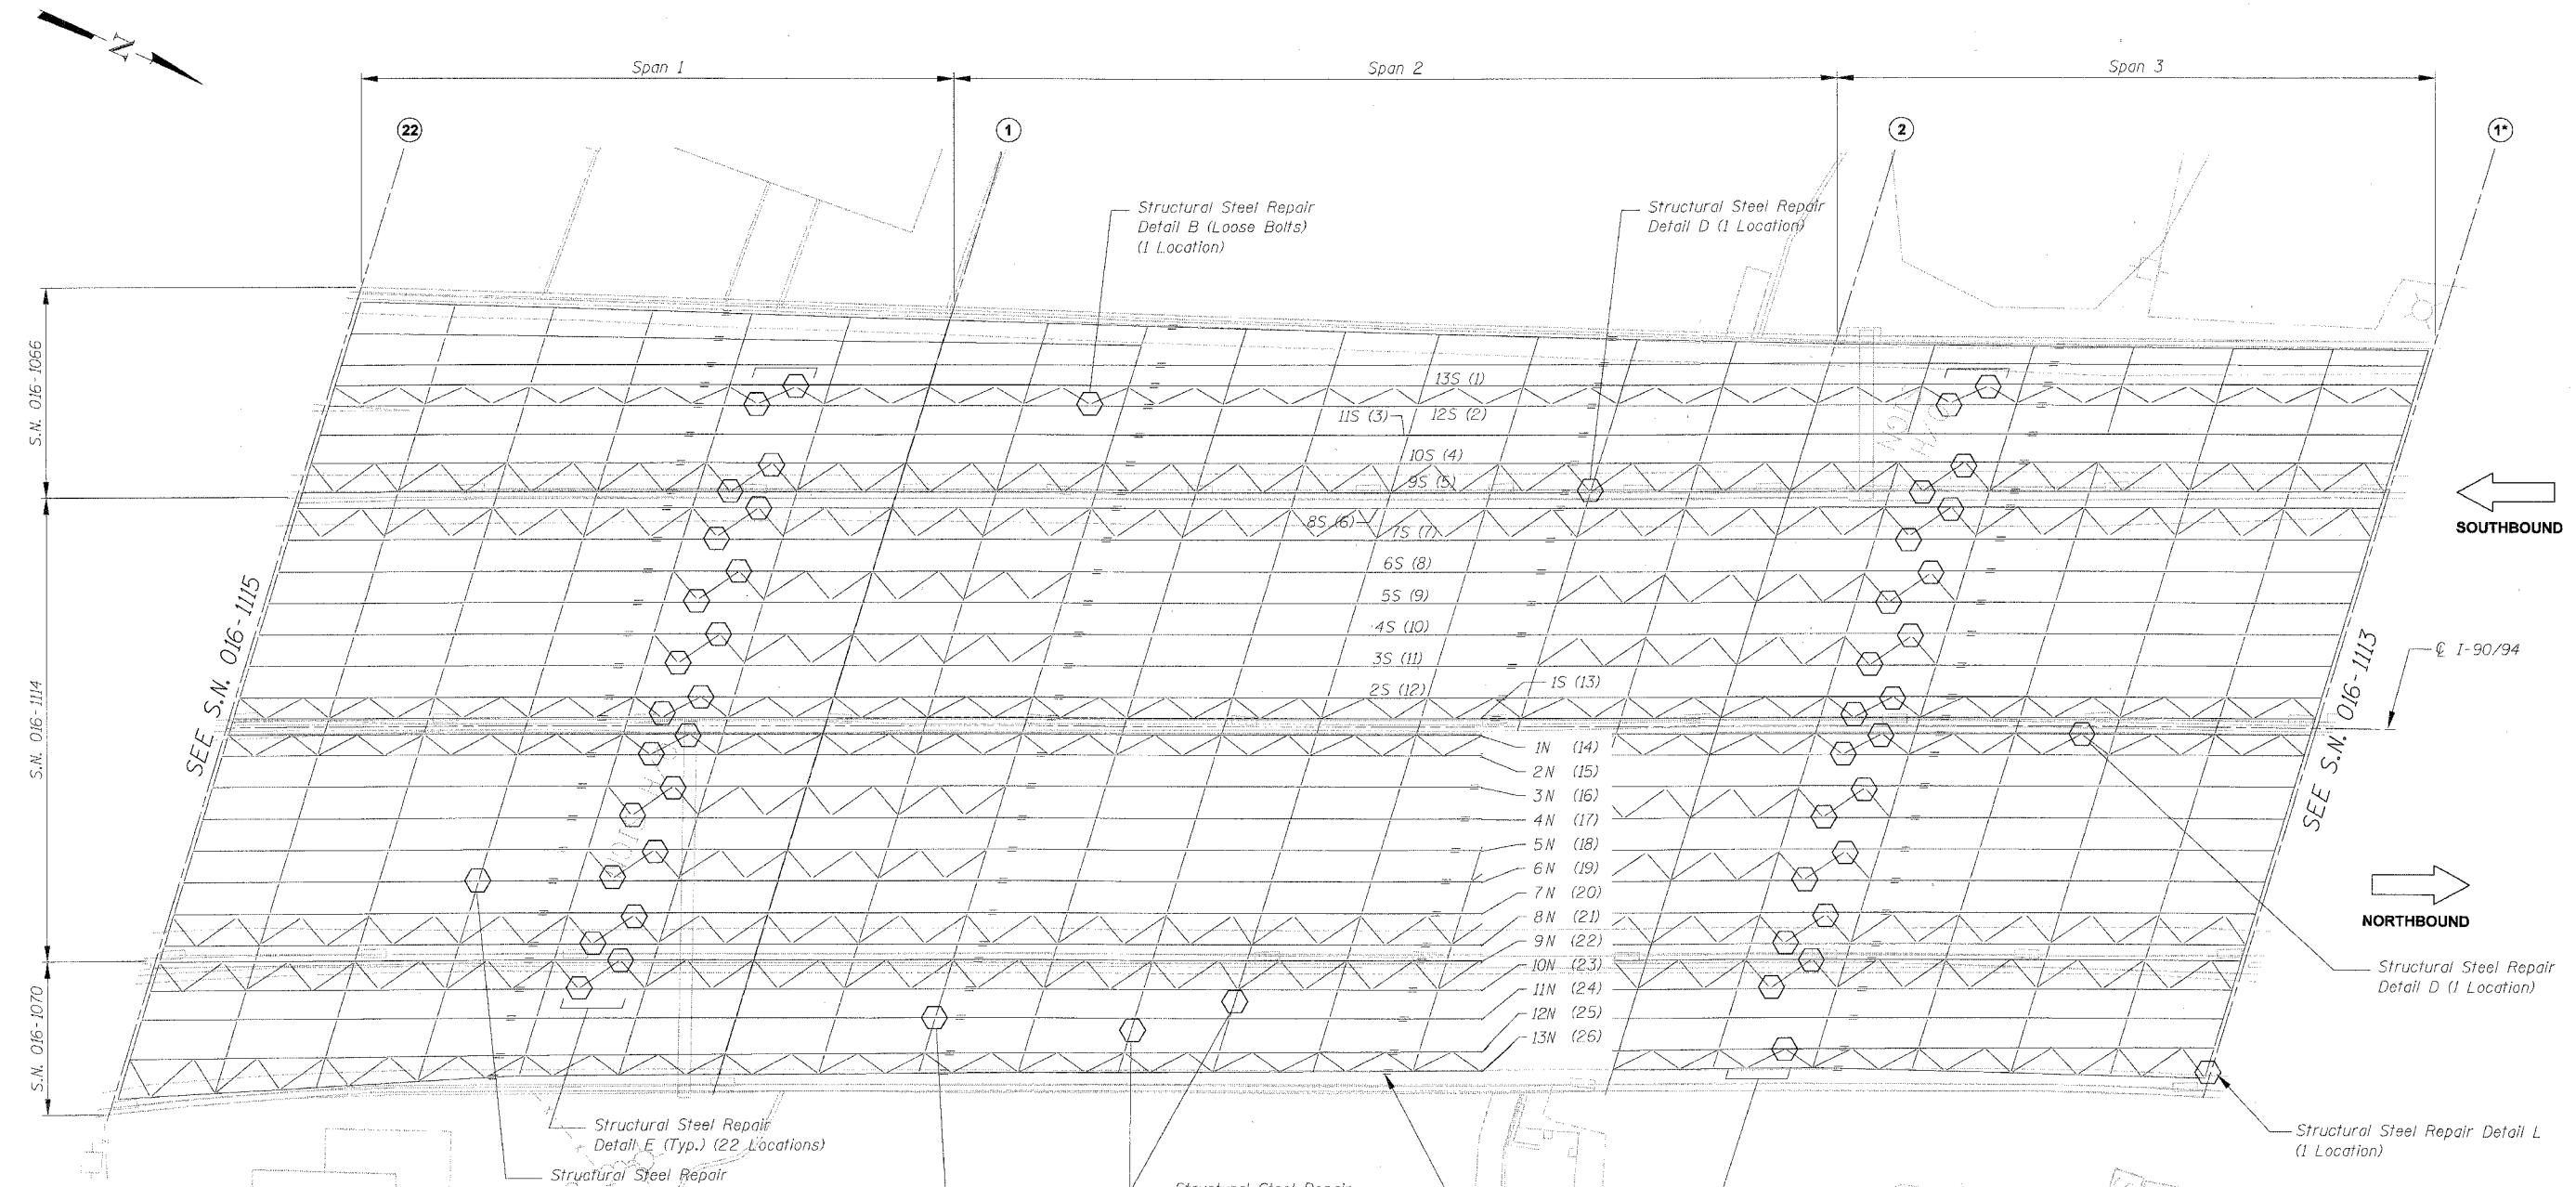 N
Span 1
Span 2
Span 3
22
1
2
1*
Structural Steel Repair
Detail B (Loose Bolts)
(1 Location)
Structural Steel Repair
Detail D (1 Location)
S.N. 016-1066
S.N. 016-1114
S.N. 016-1070
SEE S.N. 016-1115
13S (1)
11S (3)
12S (2)
10S (4)
9S (5)
8S (6)
7S (7)
6S (8)
5S (9)
4S (10)
3S (11)
2S (12)
1S (13)
1N (14)
2N (15)
3N (16)
4N (17)
5N (18)
6N (19)
7N (20)
8N (21)
9N (22)
10N (23)
11N (24)
12N (25)
13N (26)
SOUTHBOUND
℄ I-90/94
SEE S.N. 016-1113
NORTHBOUND
Structural Steel Repair
Detail D (1 Location)
Structural Steel Repair
Detail E (Typ.) (22 Locations)
Structural Steel Repair
Structural Steel Repair
Structural Steel Repair Detail L
(1 Location)